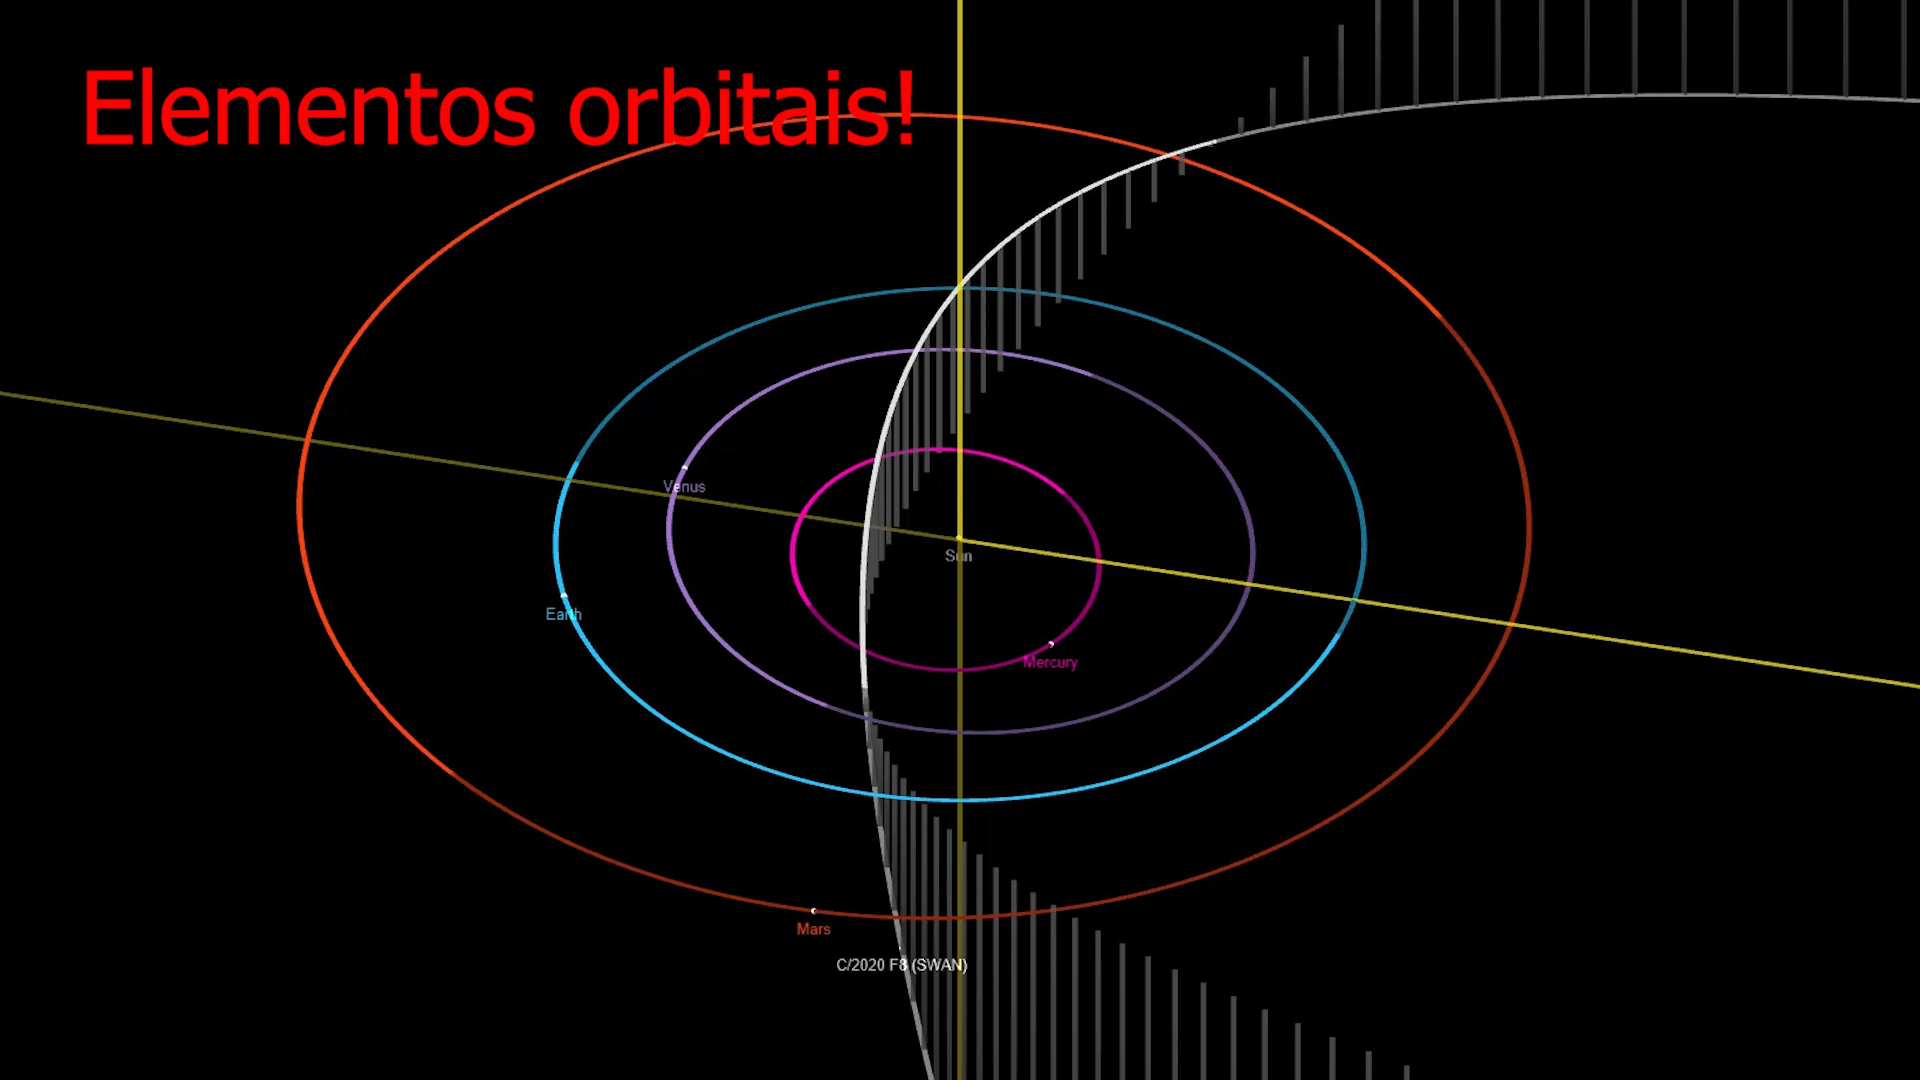 Elementos orbitais!
Venus
Sun
Earth
Mercury
Mars
C/2020 F8 (SWAN)